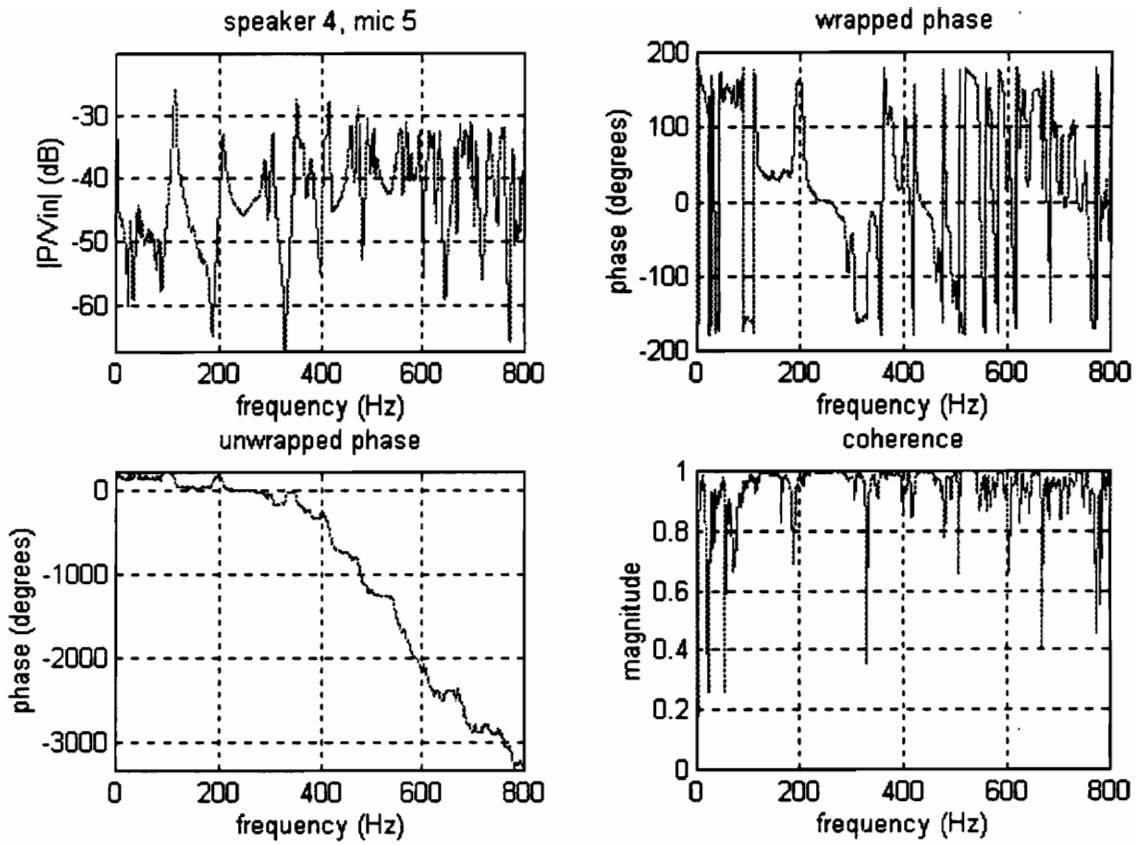 speaker 4, mic 5
|P/Vin| (dB)
-30
-40
-50
-60
0 200 400 600 800
frequency (Hz)
wrapped phase
phase (degrees)
200
100
0
-100
-200
0 200 400 600 800
frequency (Hz)
unwrapped phase
phase (degrees)
0
-1000
-2000
-3000
0 200 400 600 800
frequency (Hz)
coherence
magnitude
1
0.8
0.6
0.4
0.2
0
0 200 400 600 800
frequency (Hz)